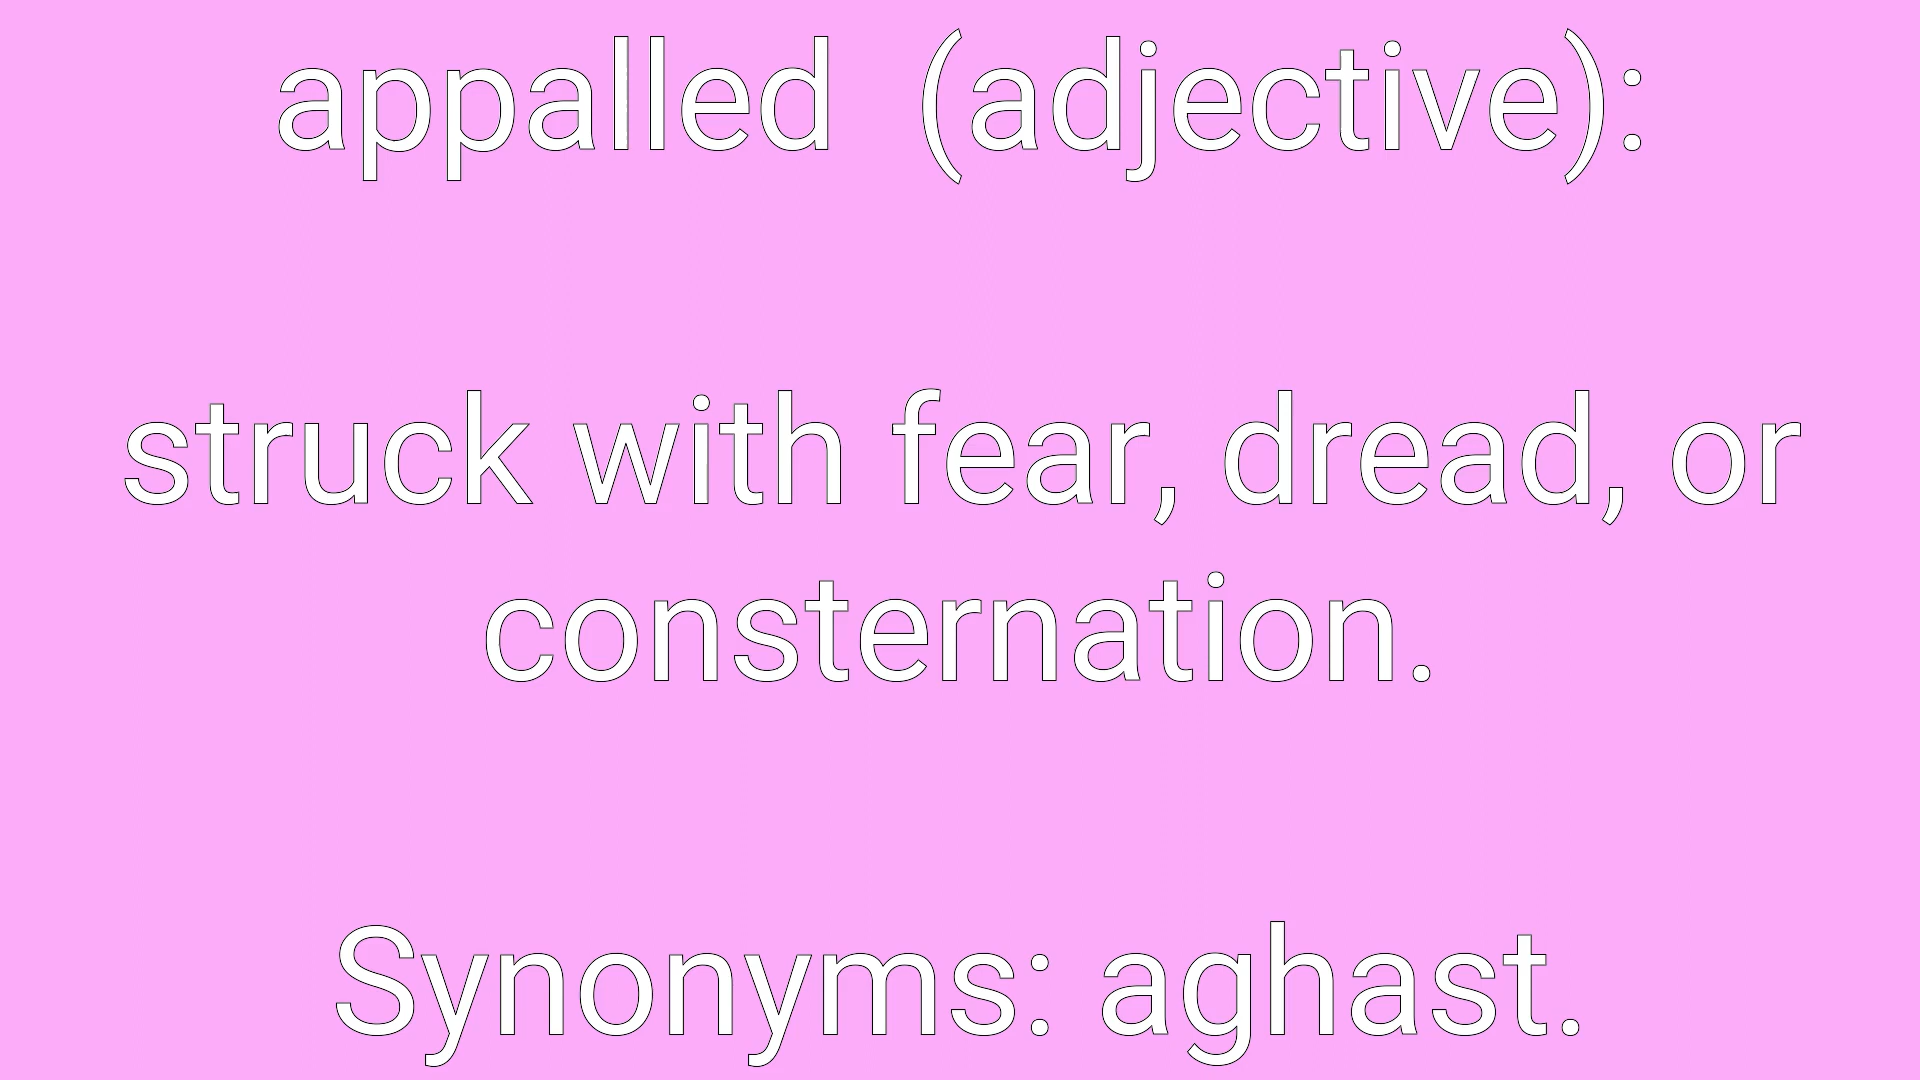 appalled  (adjective):
struck with fear, dread, or
consternation.
Synonyms: aghast.